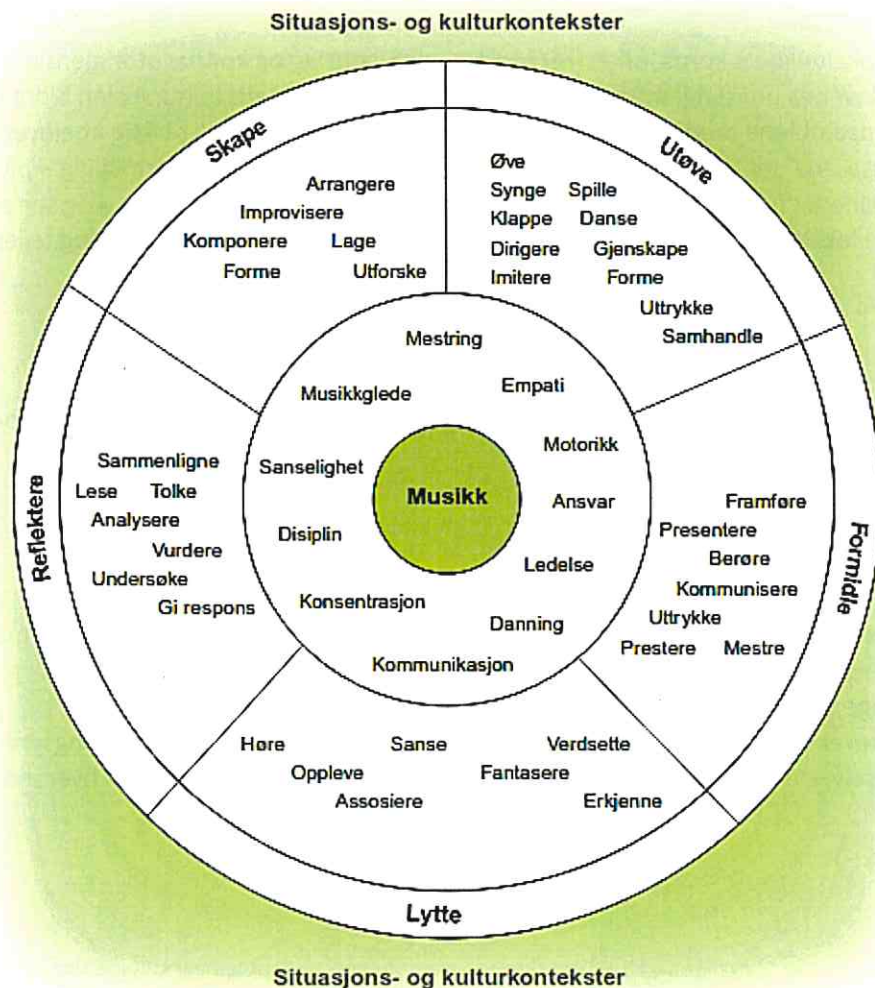 Situasjons- og kulturkontekster
Skape
Arrangere
Improvisere
Komponere Lage
Forme Utforske
Utøve
Øve
Synge Spille
Klappe Danse
Dirigere Gjenskape
Imitere Forme
Uttrykke
Samhandle
Reflektere
Sammenligne
Lese Tolke
Analysere
Vurdere
Undersøke
Gi respons
Mestring
Musikkglede Empati
Motorikk
Sanselighet
Musikk
Ansvar
Disiplin
Ledelse
Konsentrasjon
Danning
Kommunikasjon
Formidle
Framføre
Presentere
Berøre
Kommunisere
Uttrykke
Prestere Mestre
Høre Sanse Verdsette
Oppleve Fantasere
Assosiere Erkjenne
Lytte
Situasjons- og kulturkontekster